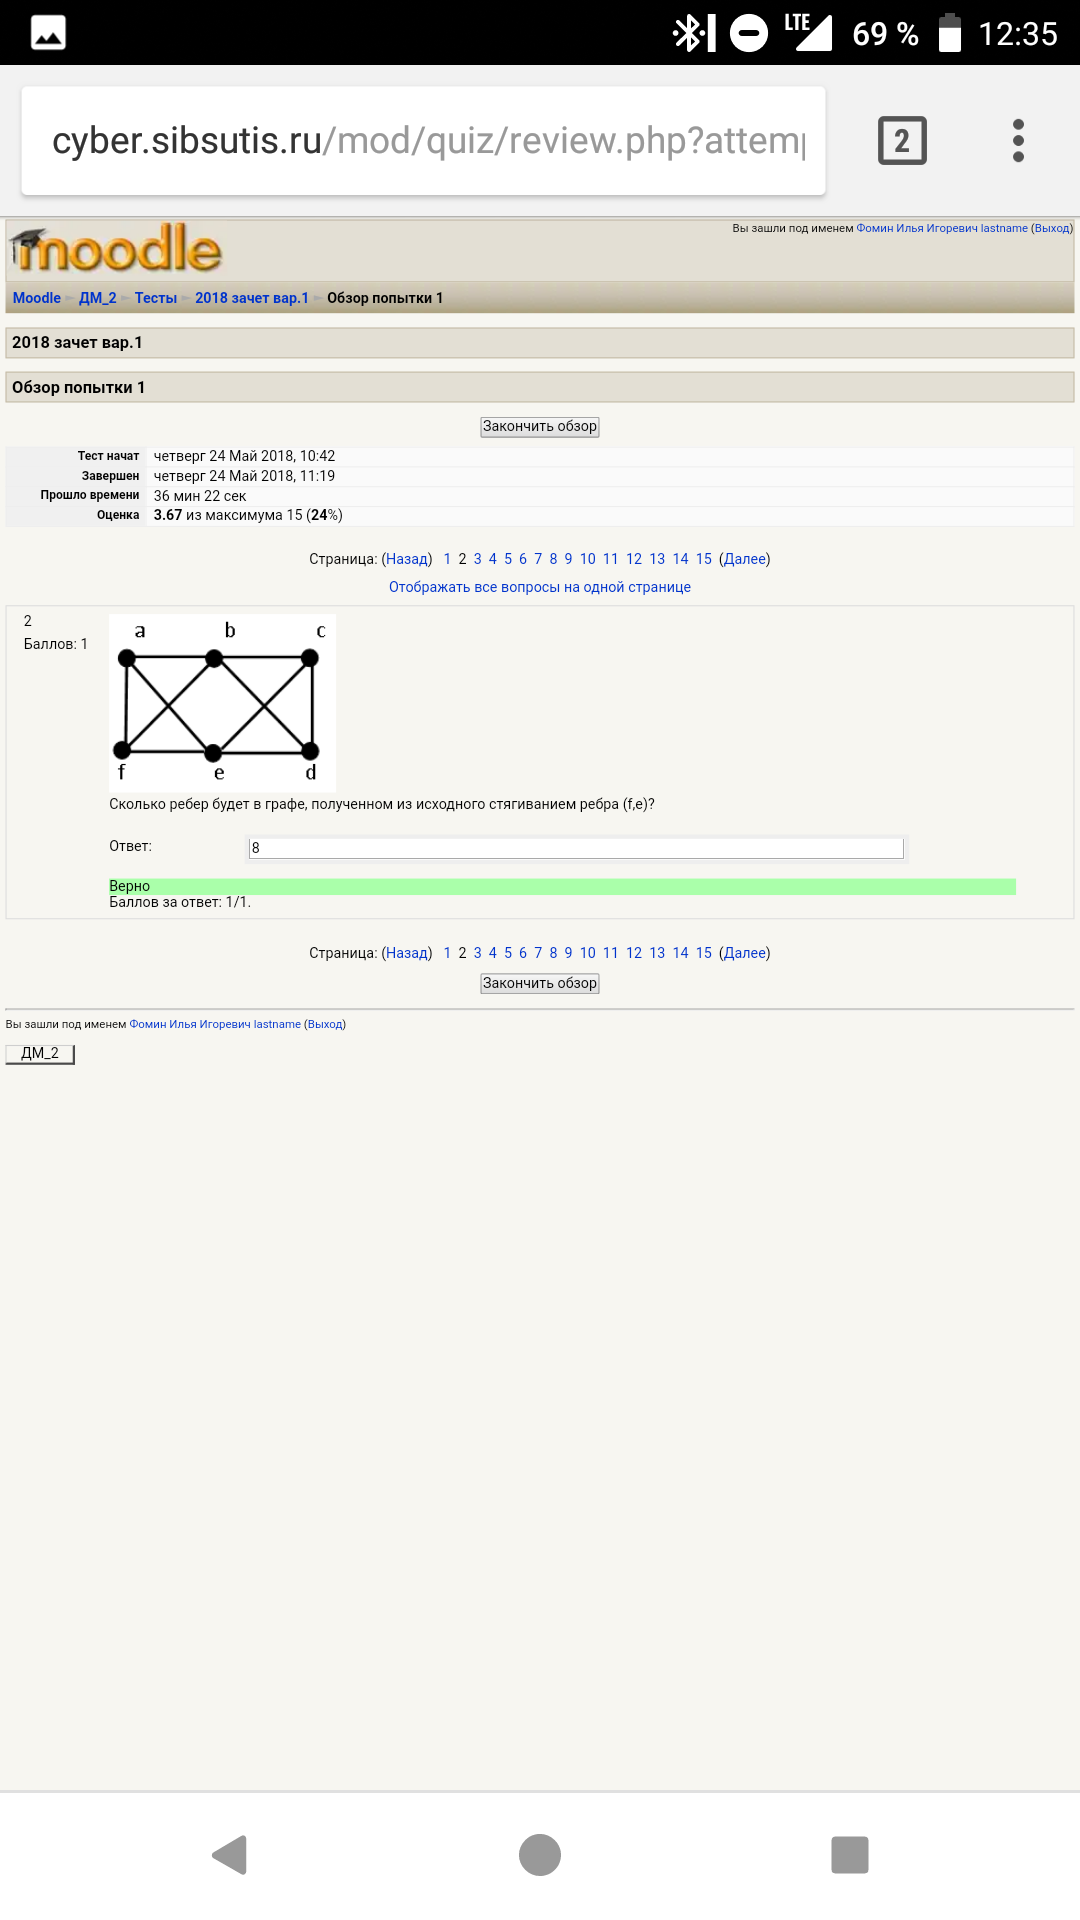 LTE 69 % 12:35
cyber.sibsutis.ru/mod/quiz/review.php?attem
2
moodle
Вы зашли под именем Фомин Илья Игоревич lastname (Выход)
Moodle ► ДМ_2 ► Тесты ► 2018 зачет вар.1 ► Обзор попытки 1
2018 зачет вар.1
Обзор попытки 1
Закончить обзор
Тест начат четверг 24 Май 2018, 10:42
Завершен четверг 24 Май 2018, 11:19
Прошло времени 36 мин 22 сек
Оценка 3.67 из максимума 15 (24%)
Страница: (Назад) 1 2 3 4 5 6 7 8 9 10 11 12 13 14 15 (Далее)
Отображать все вопросы на одной странице
2
Баллов: 1
a b c
f e d
Сколько ребер будет в графе, полученном из исходного стягиванием ребра (f,e)?
Ответ: 8
Верно
Баллов за ответ: 1/1.
Страница: (Назад) 1 2 3 4 5 6 7 8 9 10 11 12 13 14 15 (Далее)
Закончить обзор
Вы зашли под именем Фомин Илья Игоревич lastname (Выход)
ДМ_2